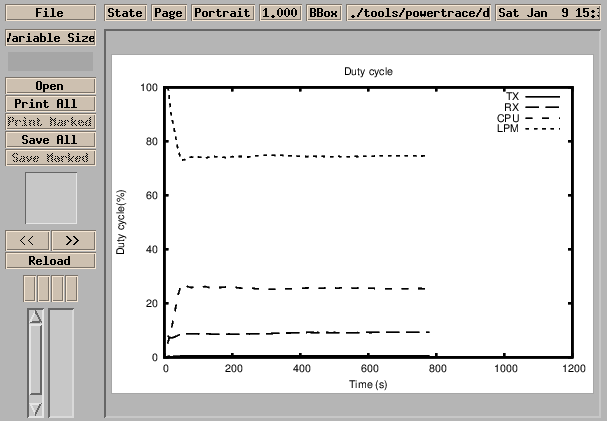 File State Page Portrait 1.000 BBox ./tools/powertrace/d Sat Jan 9 15:
Variable Size
Open
Print All
Print Marked
Save All
Save Marked
<< >>
Reload
Duty cycle
TX
RX
CPU
LPM
100
80
60
40
20
0
Duty cycle(%)
0 200 400 600 800 1000 1200
Time (s)